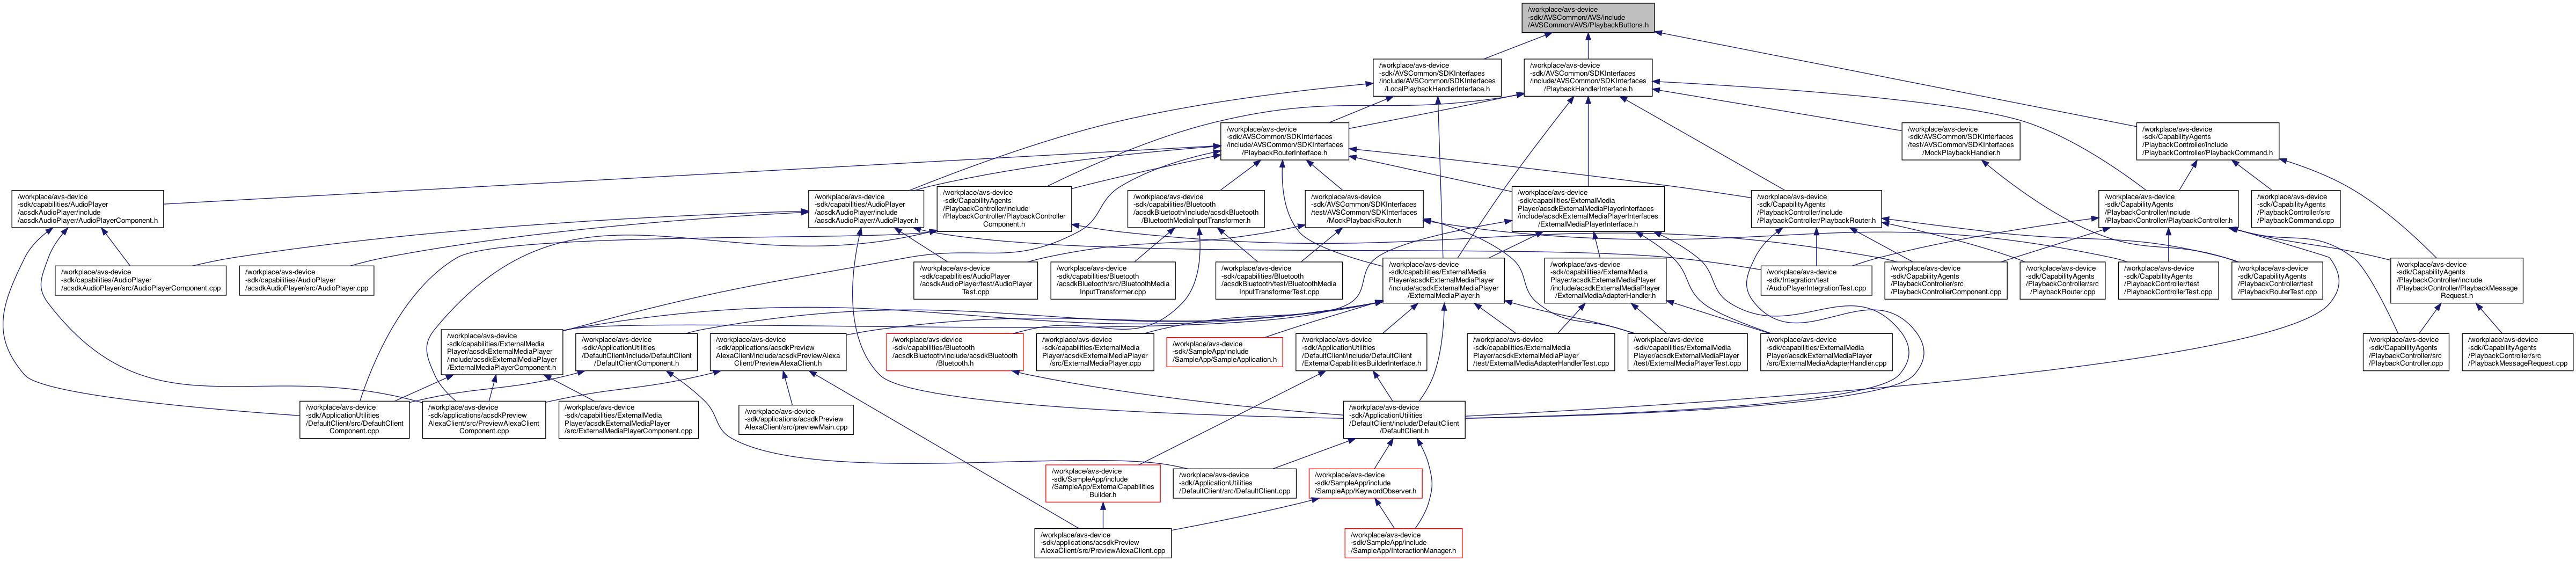 /workplace/avs-device
-sdk/AVSCommon/AVS/include
/AVSCommon/AVS/PlaybackButtons.h
/workplace/avs-device
-sdk/AVSCommon/SDKInterfaces
/include/AVSCommon/SDKInterfaces
/LocalPlaybackHandlerInterface.h
/workplace/avs-device
-sdk/AVSCommon/SDKInterfaces
/include/AVSCommon/SDKInterfaces
/PlaybackHandlerInterface.h
/workplace/avs-device
-sdk/AVSCommon/SDKInterfaces
/include/AVSCommon/SDKInterfaces
/PlaybackRouterInterface.h
/workplace/avs-device
-sdk/AVSCommon/SDKInterfaces
/test/AVSCommon/SDKInterfaces
/MockPlaybackHandler.h
/workplace/avs-device
-sdk/CapabilityAgents
/PlaybackController/include
/PlaybackController/PlaybackCommand.h
/workplace/avs-device
-sdk/capabilities/AudioPlayer
/acsdkAudioPlayer/include
/acsdkAudioPlayer/AudioPlayerComponent.h
/workplace/avs-device
-sdk/capabilities/AudioPlayer
/acsdkAudioPlayer/include
/acsdkAudioPlayer/AudioPlayer.h
/workplace/avs-device
-sdk/CapabilityAgents
/PlaybackController/include
/PlaybackController/PlaybackController
Component.h
/workplace/avs-device
-sdk/capabilities/Bluetooth
/acsdkBluetooth/include/acsdkBluetooth
/BluetoothMediaInputTransformer.h
/workplace/avs-device
-sdk/AVSCommon/SDKInterfaces
/test/AVSCommon/SDKInterfaces
/MockPlaybackRouter.h
/workplace/avs-device
-sdk/capabilities/ExternalMedia
Player/acsdkExternalMediaPlayerInterfaces
/include/acsdkExternalMediaPlayerInterfaces
/ExternalMediaPlayerInterface.h
/workplace/avs-device
-sdk/CapabilityAgents
/PlaybackController/include
/PlaybackController/PlaybackRouter.h
/workplace/avs-device
-sdk/CapabilityAgents
/PlaybackController/include
/PlaybackController/PlaybackController.h
/workplace/avs-device
-sdk/CapabilityAgents
/PlaybackController/src
/PlaybackCommand.cpp
/workplace/avs-device
-sdk/capabilities/AudioPlayer
/acsdkAudioPlayer/src/AudioPlayerComponent.cpp
/workplace/avs-device
-sdk/capabilities/AudioPlayer
/acsdkAudioPlayer/src/AudioPlayer.cpp
/workplace/avs-device
-sdk/capabilities/AudioPlayer
/acsdkAudioPlayer/test/AudioPlayer
Test.cpp
/workplace/avs-device
-sdk/capabilities/Bluetooth
/acsdkBluetooth/src/BluetoothMedia
InputTransformer.cpp
/workplace/avs-device
-sdk/capabilities/Bluetooth
/acsdkBluetooth/test/BluetoothMedia
InputTransformerTest.cpp
/workplace/avs-device
-sdk/capabilities/ExternalMedia
Player/acsdkExternalMediaPlayer
/include/acsdkExternalMediaPlayer
/ExternalMediaPlayer.h
/workplace/avs-device
-sdk/capabilities/ExternalMedia
Player/acsdkExternalMediaPlayer
/include/acsdkExternalMediaPlayer
/ExternalMediaAdapterHandler.h
/workplace/avs-device
-sdk/Integration/test
/AudioPlayerIntegrationTest.cpp
/workplace/avs-device
-sdk/CapabilityAgents
/PlaybackController/src
/PlaybackControllerComponent.cpp
/workplace/avs-device
-sdk/CapabilityAgents
/PlaybackController/src
/PlaybackRouter.cpp
/workplace/avs-device
-sdk/CapabilityAgents
/PlaybackController/test
/PlaybackControllerTest.cpp
/workplace/avs-device
-sdk/CapabilityAgents
/PlaybackController/test
/PlaybackRouterTest.cpp
/workplace/avs-device
-sdk/CapabilityAgents
/PlaybackController/include
/PlaybackController/PlaybackMessage
Request.h
/workplace/avs-device
-sdk/capabilities/ExternalMedia
Player/acsdkExternalMediaPlayer
/include/acsdkExternalMediaPlayer
/ExternalMediaPlayerComponent.h
/workplace/avs-device
-sdk/ApplicationUtilities
/DefaultClient/include/DefaultClient
/DefaultClientComponent.h
/workplace/avs-device
-sdk/applications/acsdkPreview
AlexaClient/include/acsdkPreviewAlexa
Client/PreviewAlexaClient.h
/workplace/avs-device
-sdk/capabilities/Bluetooth
/acsdkBluetooth/include/acsdkBluetooth
/Bluetooth.h
/workplace/avs-device
-sdk/capabilities/ExternalMedia
Player/acsdkExternalMediaPlayer
/src/ExternalMediaPlayer.cpp
/workplace/avs-device
-sdk/SampleApp/include
/SampleApp/SampleApplication.h
/workplace/avs-device
-sdk/ApplicationUtilities
/DefaultClient/include/DefaultClient
/ExternalCapabilitiesBuilderInterface.h
/workplace/avs-device
-sdk/capabilities/ExternalMedia
Player/acsdkExternalMediaPlayer
/test/ExternalMediaAdapterHandlerTest.cpp
/workplace/avs-device
-sdk/capabilities/ExternalMedia
Player/acsdkExternalMediaPlayer
/test/ExternalMediaPlayerTest.cpp
/workplace/avs-device
-sdk/capabilities/ExternalMedia
Player/acsdkExternalMediaPlayer
/src/ExternalMediaAdapterHandler.cpp
/workplace/avs-device
-sdk/CapabilityAgents
/PlaybackController/src
/PlaybackController.cpp
/workplace/avs-device
-sdk/CapabilityAgents
/PlaybackController/src
/PlaybackMessageRequest.cpp
/workplace/avs-device
-sdk/ApplicationUtilities
/DefaultClient/src/DefaultClient
Component.cpp
/workplace/avs-device
-sdk/applications/acsdkPreview
AlexaClient/src/PreviewAlexaClient
Component.cpp
/workplace/avs-device
-sdk/capabilities/ExternalMedia
Player/acsdkExternalMediaPlayer
/src/ExternalMediaPlayerComponent.cpp
/workplace/avs-device
-sdk/applications/acsdkPreview
AlexaClient/src/previewMain.cpp
/workplace/avs-device
-sdk/ApplicationUtilities
/DefaultClient/include/DefaultClient
/DefaultClient.h
/workplace/avs-device
-sdk/SampleApp/include
/SampleApp/ExternalCapabilities
Builder.h
/workplace/avs-device
-sdk/ApplicationUtilities
/DefaultClient/src/DefaultClient.cpp
/workplace/avs-device
-sdk/SampleApp/include
/SampleApp/KeywordObserver.h
/workplace/avs-device
-sdk/applications/acsdkPreview
AlexaClient/src/PreviewAlexaClient.cpp
/workplace/avs-device
-sdk/SampleApp/include
/SampleApp/InteractionManager.h